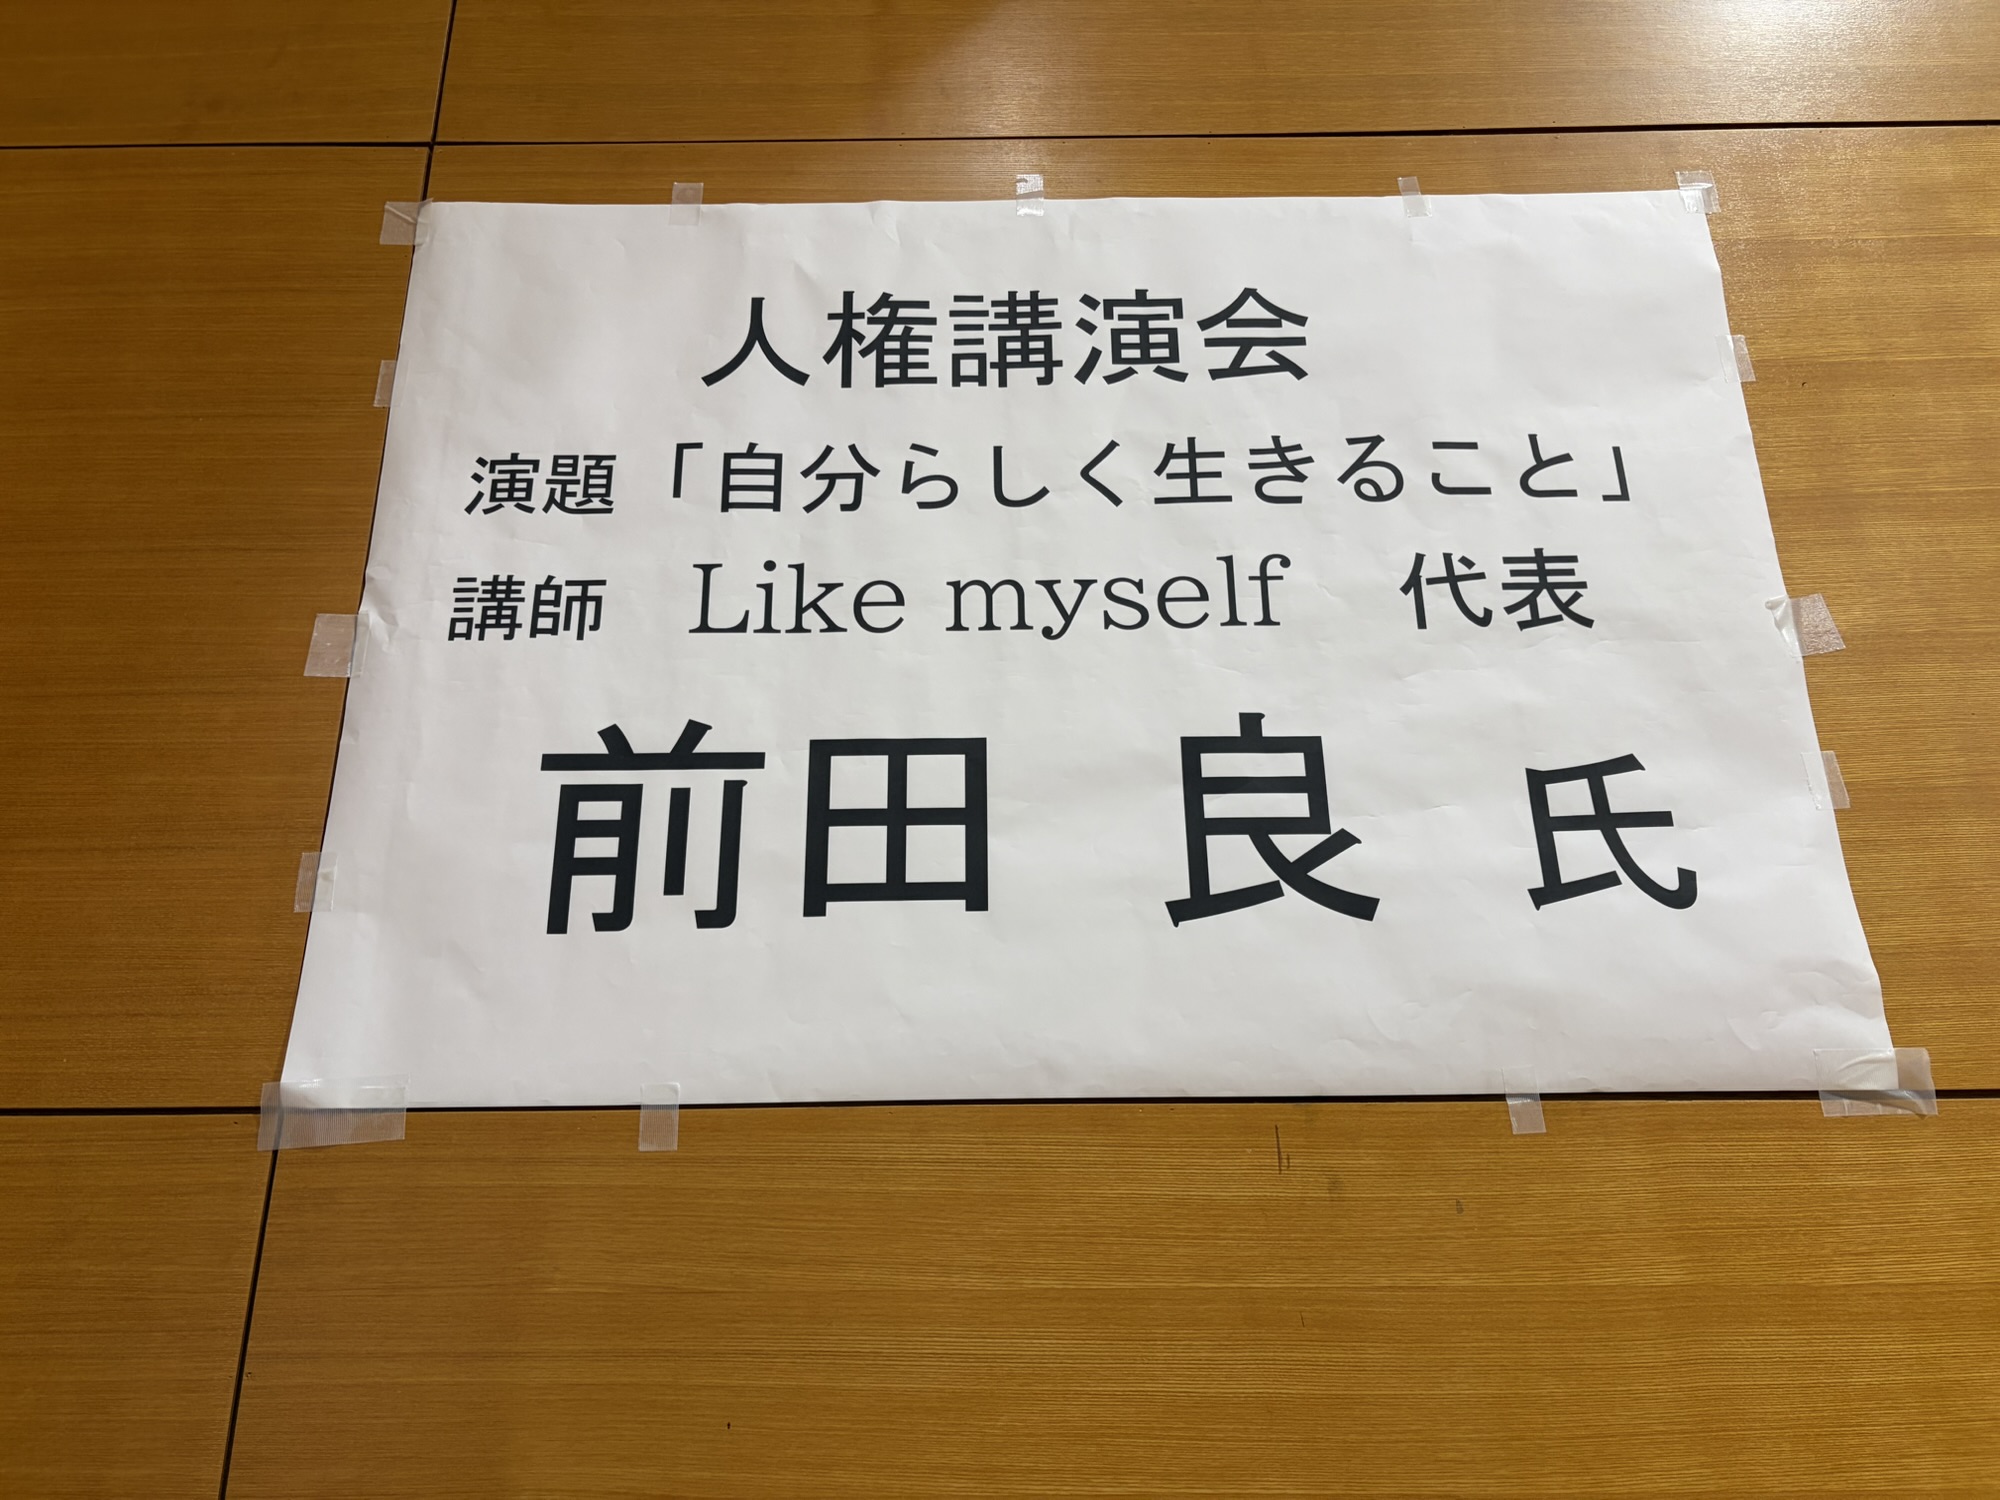 人権講演会
演題「自分らしく生きること」
講師　Like myself　代表
前田　良 氏